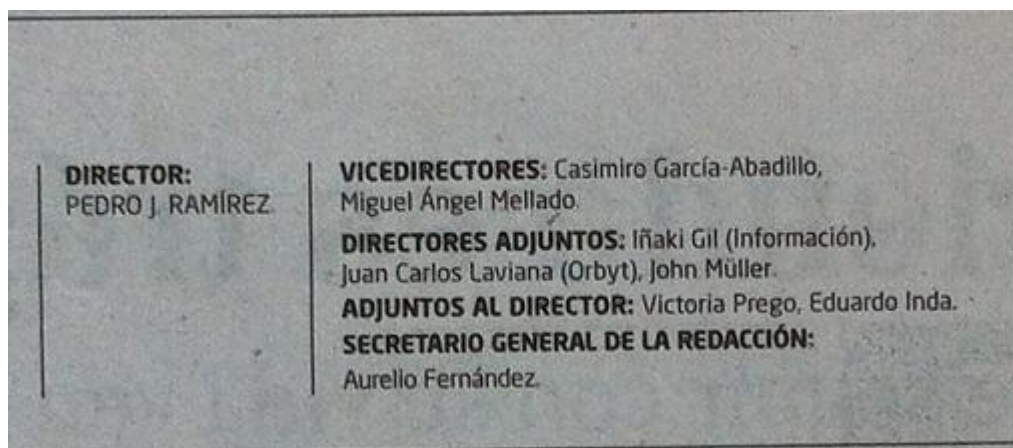 DIRECTOR:
PEDRO J. RAMÍREZ.
VICEDIRECTORES: Casimiro García-Abadillo,
Miguel Ángel Mellado.
DIRECTORES ADJUNTOS: Iñaki Gil (Información),
Juan Carlos Laviana (Orbyt), John Müller.
ADJUNTOS AL DIRECTOR: Victoria Prego, Eduardo Inda.
SECRETARIO GENERAL DE LA REDACCIÓN:
Aurelio Fernández.